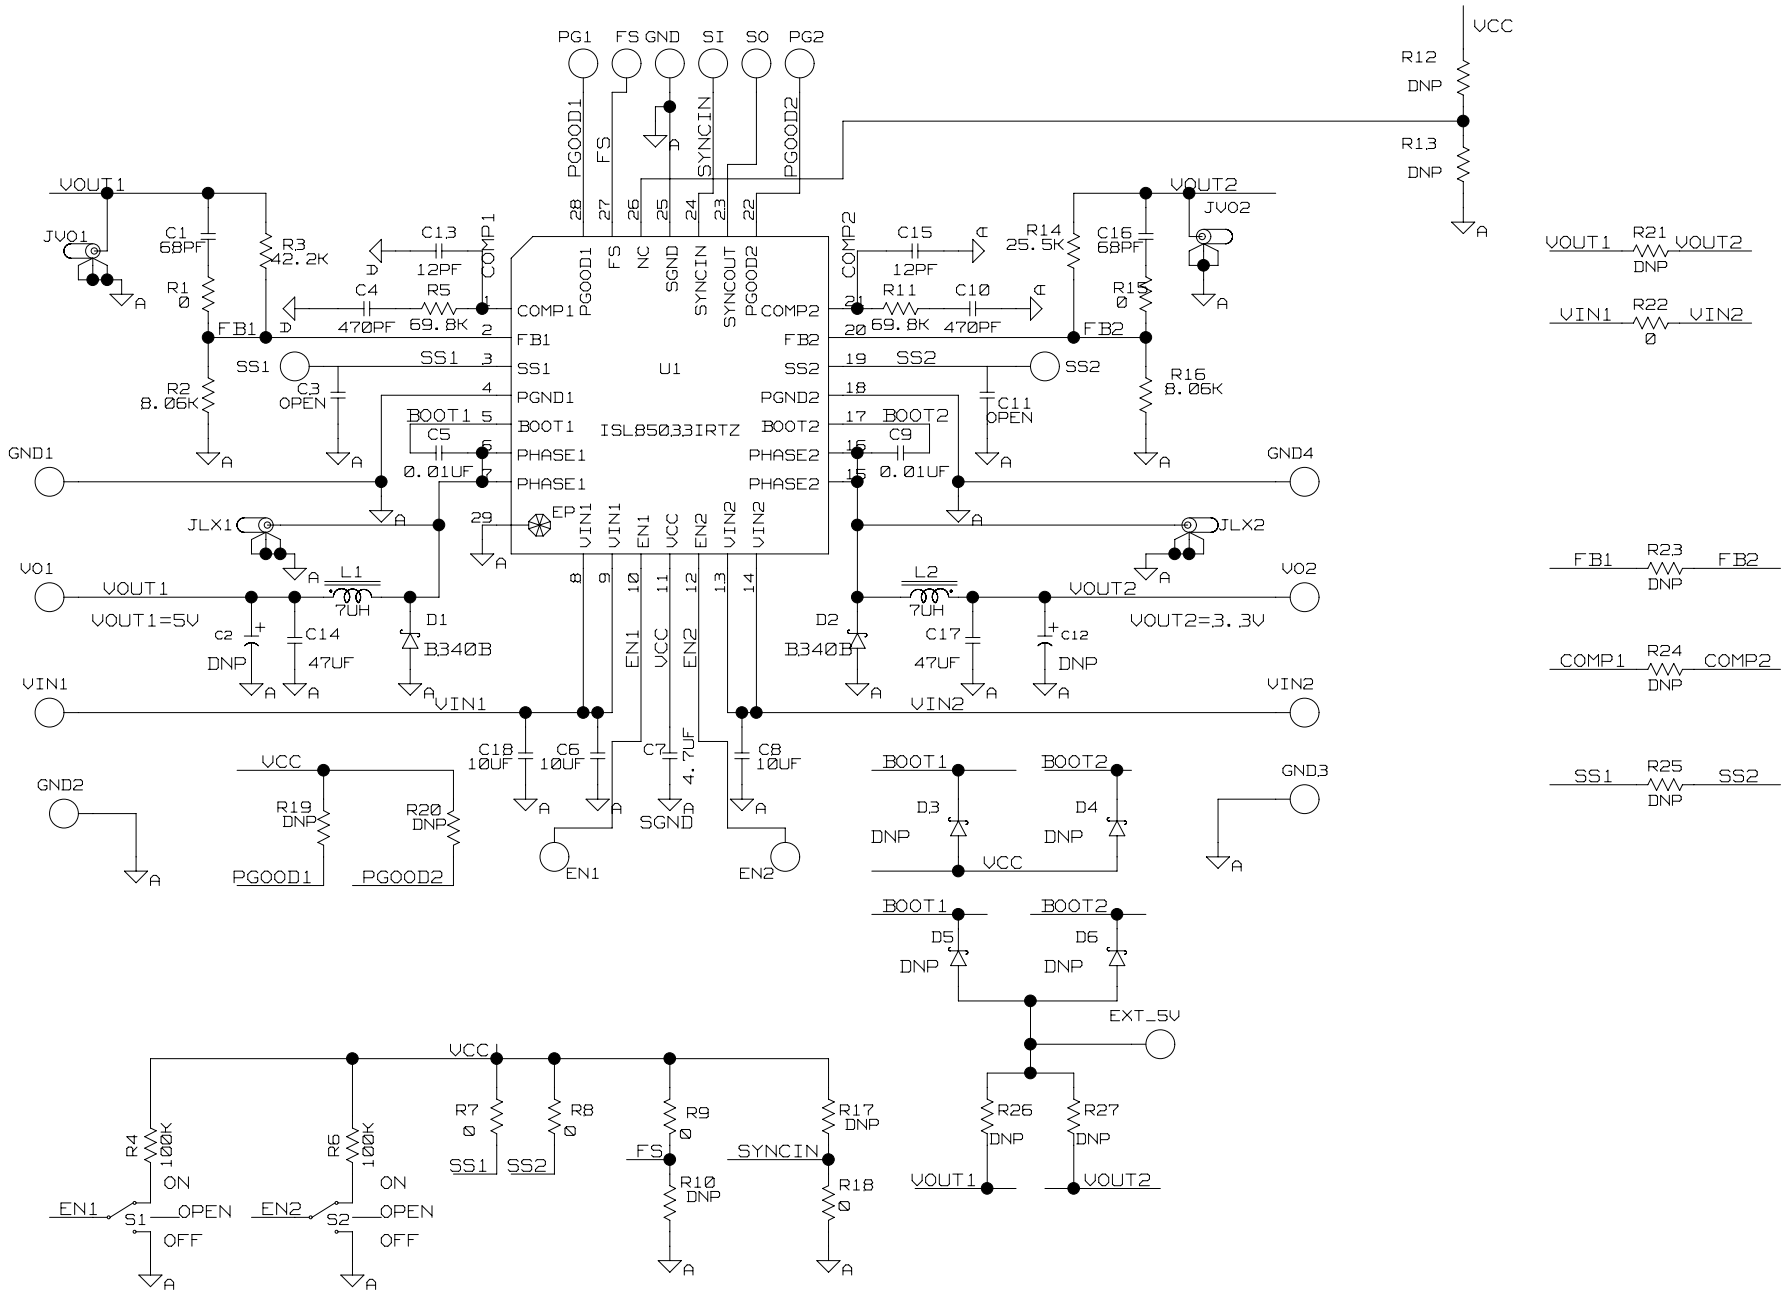 PG1 FS GND SI SO PG2
PGOOD1 FS A SYNCIN PGOOD2
28 27 26 25 24 23 22
PGOOD1 FS NC SGND SYNCIN SYNCOUT PGOOD2
VCC
R12
DNP
R13
DNP
A
VOUT1
JVO1
A
C1
68PF
R1
0
R3
42.2K
FB1
R2
8.06K
A
C13
12PF
A
COMP1
C4
470PF
R5
69.8K
A
SS1
SS1
C3
OPEN
A
BOOT1
C5
0.01UF
1 COMP1
2 FB1
3 SS1
4 PGND1
5 BOOT1
6 PHASE1
7 PHASE1
29 EP
A
U1
ISL85033IRTZ
COMP2 21
FB2 20
SS2 19
PGND2 18
BOOT2 17
PHASE2 16
PHASE2 15
VIN1 VIN1 EN1 VCC EN2 VIN2 VIN2
8 9 10 11 12 13 14
EN1 VCC EN2
COMP2
C15
12PF
A
R11
69.8K
C10
470PF
A
R14
25.5K
C16
68PF
R15
0
VOUT2
JVO2
A
FB2
R16
8.06K
A
SS2
SS2
C11
OPEN
A
BOOT2
C9
0.01UF
GND1
A
GND4
A
JLX1
A
JLX2
A
VO1
VOUT1
VOUT1=5V
C2
DNP
A
C14
47UF
A
L1
7UH
D1
B340B
A
D2
B340B
A
L2
7UH
C17
47UF
A
C12
DNP
A
VOUT2
VOUT2=3.3V
VO2
VIN1
VIN1
VIN2
VIN2
C18
10UF
A
C6
10UF
A
C7
4.7UF
A
SGND
C8
10UF
A
EN1
EN2
GND2
A
GND3
A
VCC
R19
DNP
R20
DNP
PGOOD1
PGOOD2
BOOT1
BOOT2
D3
DNP
D4
DNP
VCC
BOOT1
BOOT2
D5
DNP
D6
DNP
EXT_5V
R26
DNP
R27
DNP
VOUT1
VOUT2
VCC
R4
100K
ON
EN1
S1
OPEN
OFF
A
R6
100K
ON
EN2
S2
OPEN
OFF
A
R7
0
SS1
R8
0
SS2
R9
0
FS
R10
DNP
A
R17
DNP
SYNCIN
R18
0
A
VOUT1 R21 VOUT2
DNP
VIN1 R22 VIN2
0
FB1 R23 FB2
DNP
COMP1 R24 COMP2
DNP
SS1 R25 SS2
DNP